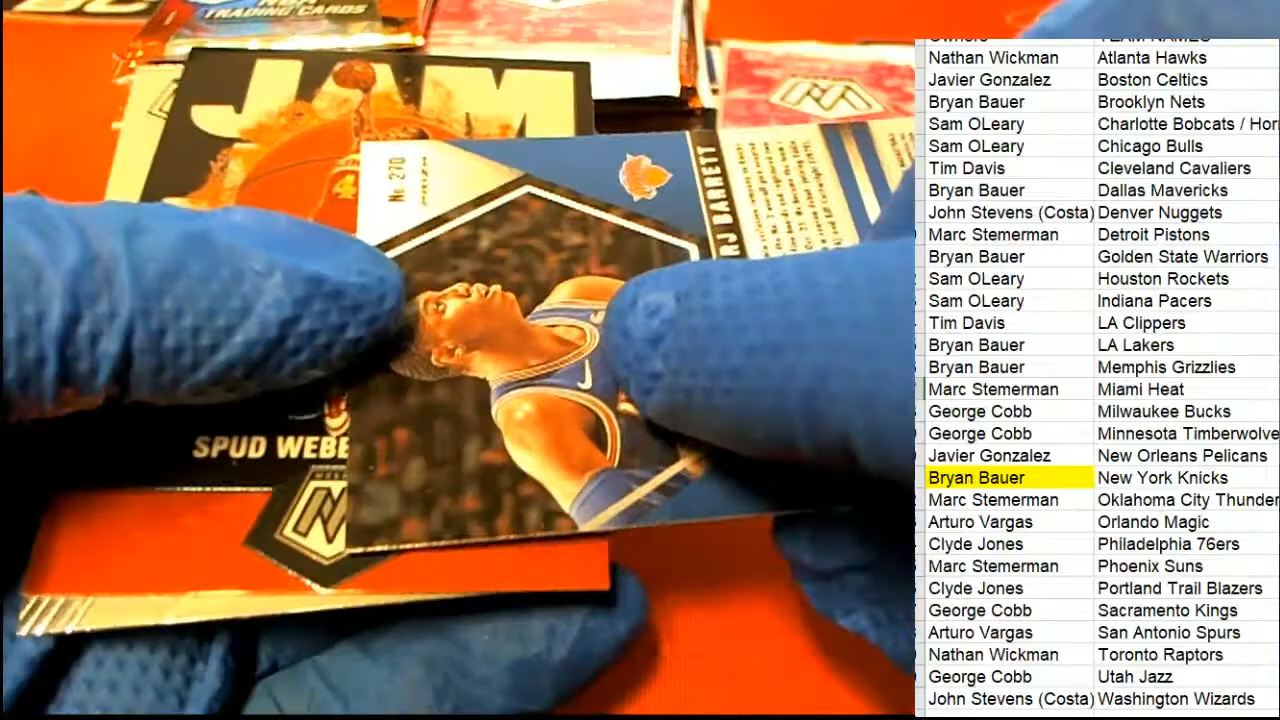 TRADING CARDS
JAM
No 270
RJ BARRETT
SPUD WEBB
Owners TEAM NAMES
Nathan Wickman Atlanta Hawks
Javier Gonzalez Boston Celtics
Bryan Bauer Brooklyn Nets
Sam OLeary Charlotte Bobcats / Hor
Sam OLeary Chicago Bulls
Tim Davis Cleveland Cavaliers
Bryan Bauer Dallas Mavericks
John Stevens (Costa) Denver Nuggets
Marc Stemerman Detroit Pistons
Bryan Bauer Golden State Warriors
Sam OLeary Houston Rockets
Sam OLeary Indiana Pacers
Tim Davis LA Clippers
Bryan Bauer LA Lakers
Bryan Bauer Memphis Grizzlies
Marc Stemerman Miami Heat
George Cobb Milwaukee Bucks
George Cobb Minnesota Timberwolve
Javier Gonzalez New Orleans Pelicans
Bryan Bauer New York Knicks
Marc Stemerman Oklahoma City Thunder
Arturo Vargas Orlando Magic
Clyde Jones Philadelphia 76ers
Marc Stemerman Phoenix Suns
Clyde Jones Portland Trail Blazers
George Cobb Sacramento Kings
Arturo Vargas San Antonio Spurs
Nathan Wickman Toronto Raptors
George Cobb Utah Jazz
John Stevens (Costa) Washington Wizards